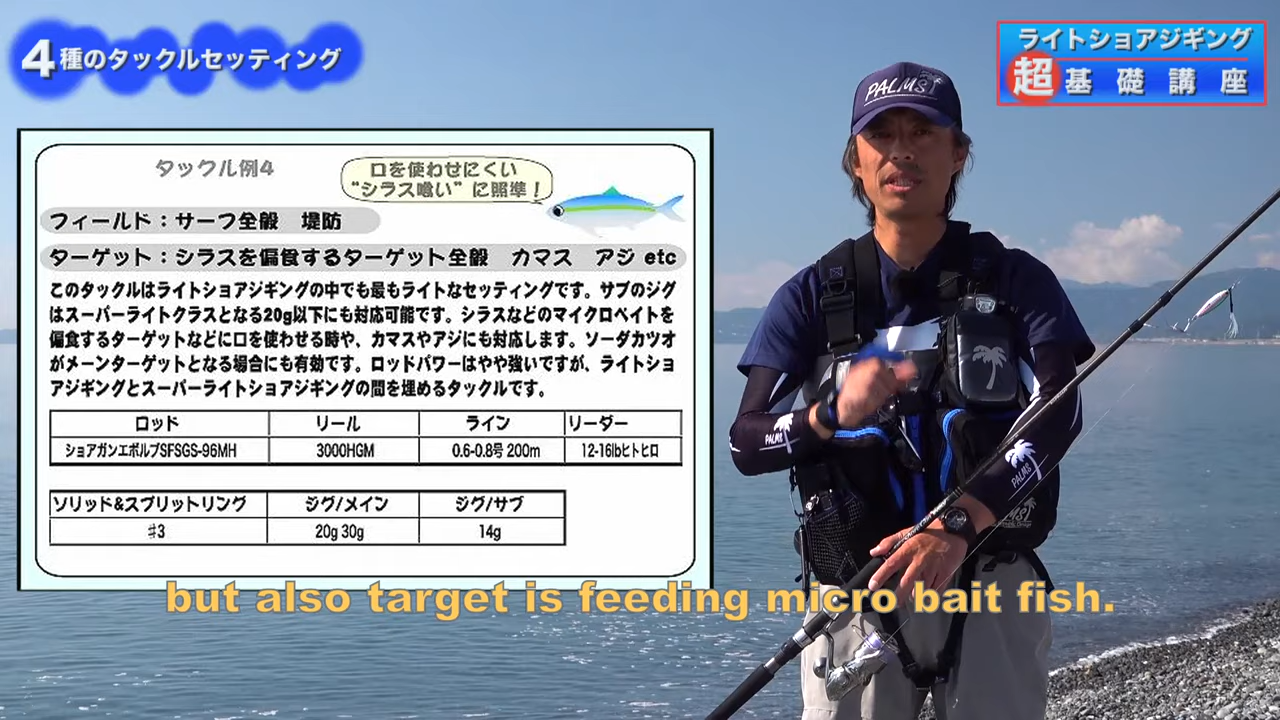 4種のタックルセッティング
ライトショアジギング
超基礎講座
PALMS
タックル例4
口を使わせにくい
“シラス喰い”に照準！
フィールド：サーフ全般　堤防
ターゲット：シラスを偏食するターゲット全般　カマス　アジ etc
このタックルはライトショアジギングの中でも最もライトなセッティングです。サブのジグ
はスーパーライトクラスとなる20g以下にも対応可能です。シラスなどのマイクロベイトを
偏食するターゲットなどに口を使わせる時や、カマスやアジにも対応します。ソーダカツオ
がメーンターゲットとなる場合にも有効です。ロッドパワーはやや強いですが、ライトショ
アジギングとスーパーライトショアジギングの間を埋めるタックルです。
ロッド　リール　ライン　リーダー
ショアガンエボルブSFSGS-96MH　3000HGM　0.6-0.8号 200m　12-16lbヒトヒロ
ソリッド&スプリットリング　ジグ/メイン　ジグ/サブ
♯3　20g 30g　14g
PALMS
PALMS
but also target is feeding micro bait fish.